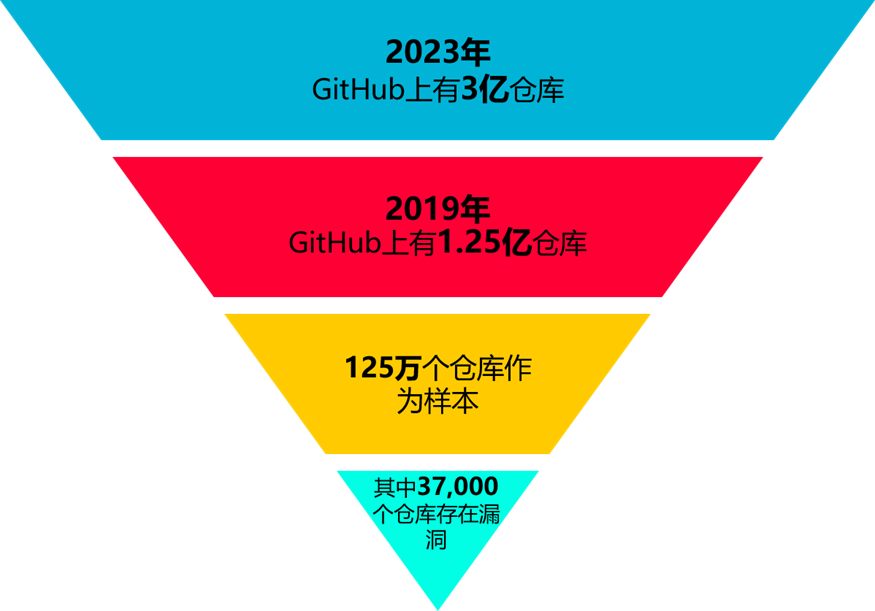 2023年
GitHub上有3亿仓库
2019年
GitHub上有1.25亿仓库
125万个仓库作
为样本
其中37,000
个仓库存在漏
洞